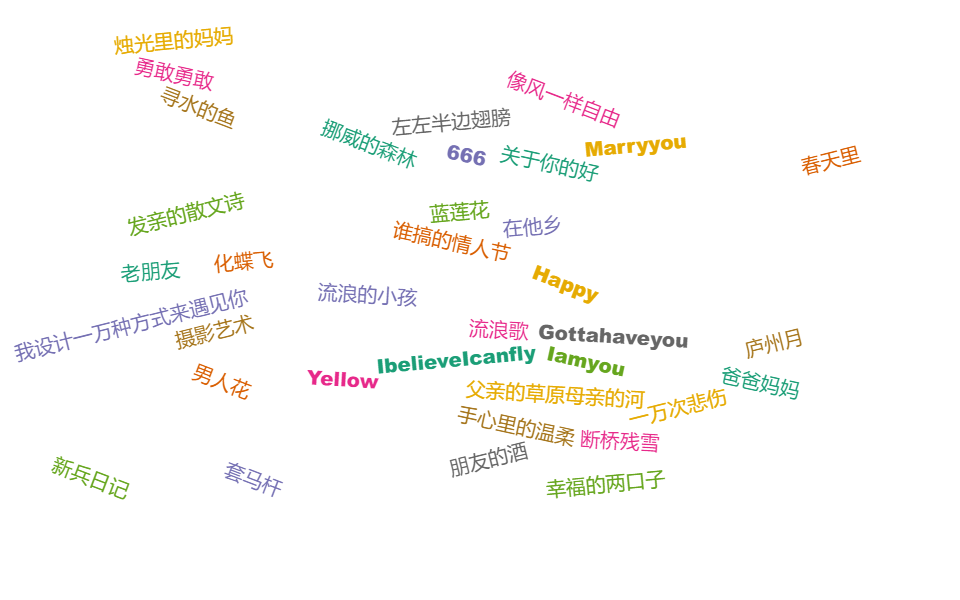 烛光里的妈妈
勇敢勇敢
寻水的鱼
像风一样自由
左左半边翅膀
挪威的森林
666
关于你的好
Marryyou
春天里
发亲的散文诗
蓝莲花
在他乡
谁搞的情人节
老朋友
化蝶飞
Happy
流浪的小孩
我设计一万种方式来遇见你
摄影艺术
流浪歌
Gottahaveyou
庐州月
IbelieveIcanfly
Iamyou
男人花
Yellow
爸爸妈妈
父亲的草原母亲的河
一万次悲伤
手心里的温柔
断桥残雪
朋友的酒
新兵日记
套马杆
幸福的两口子